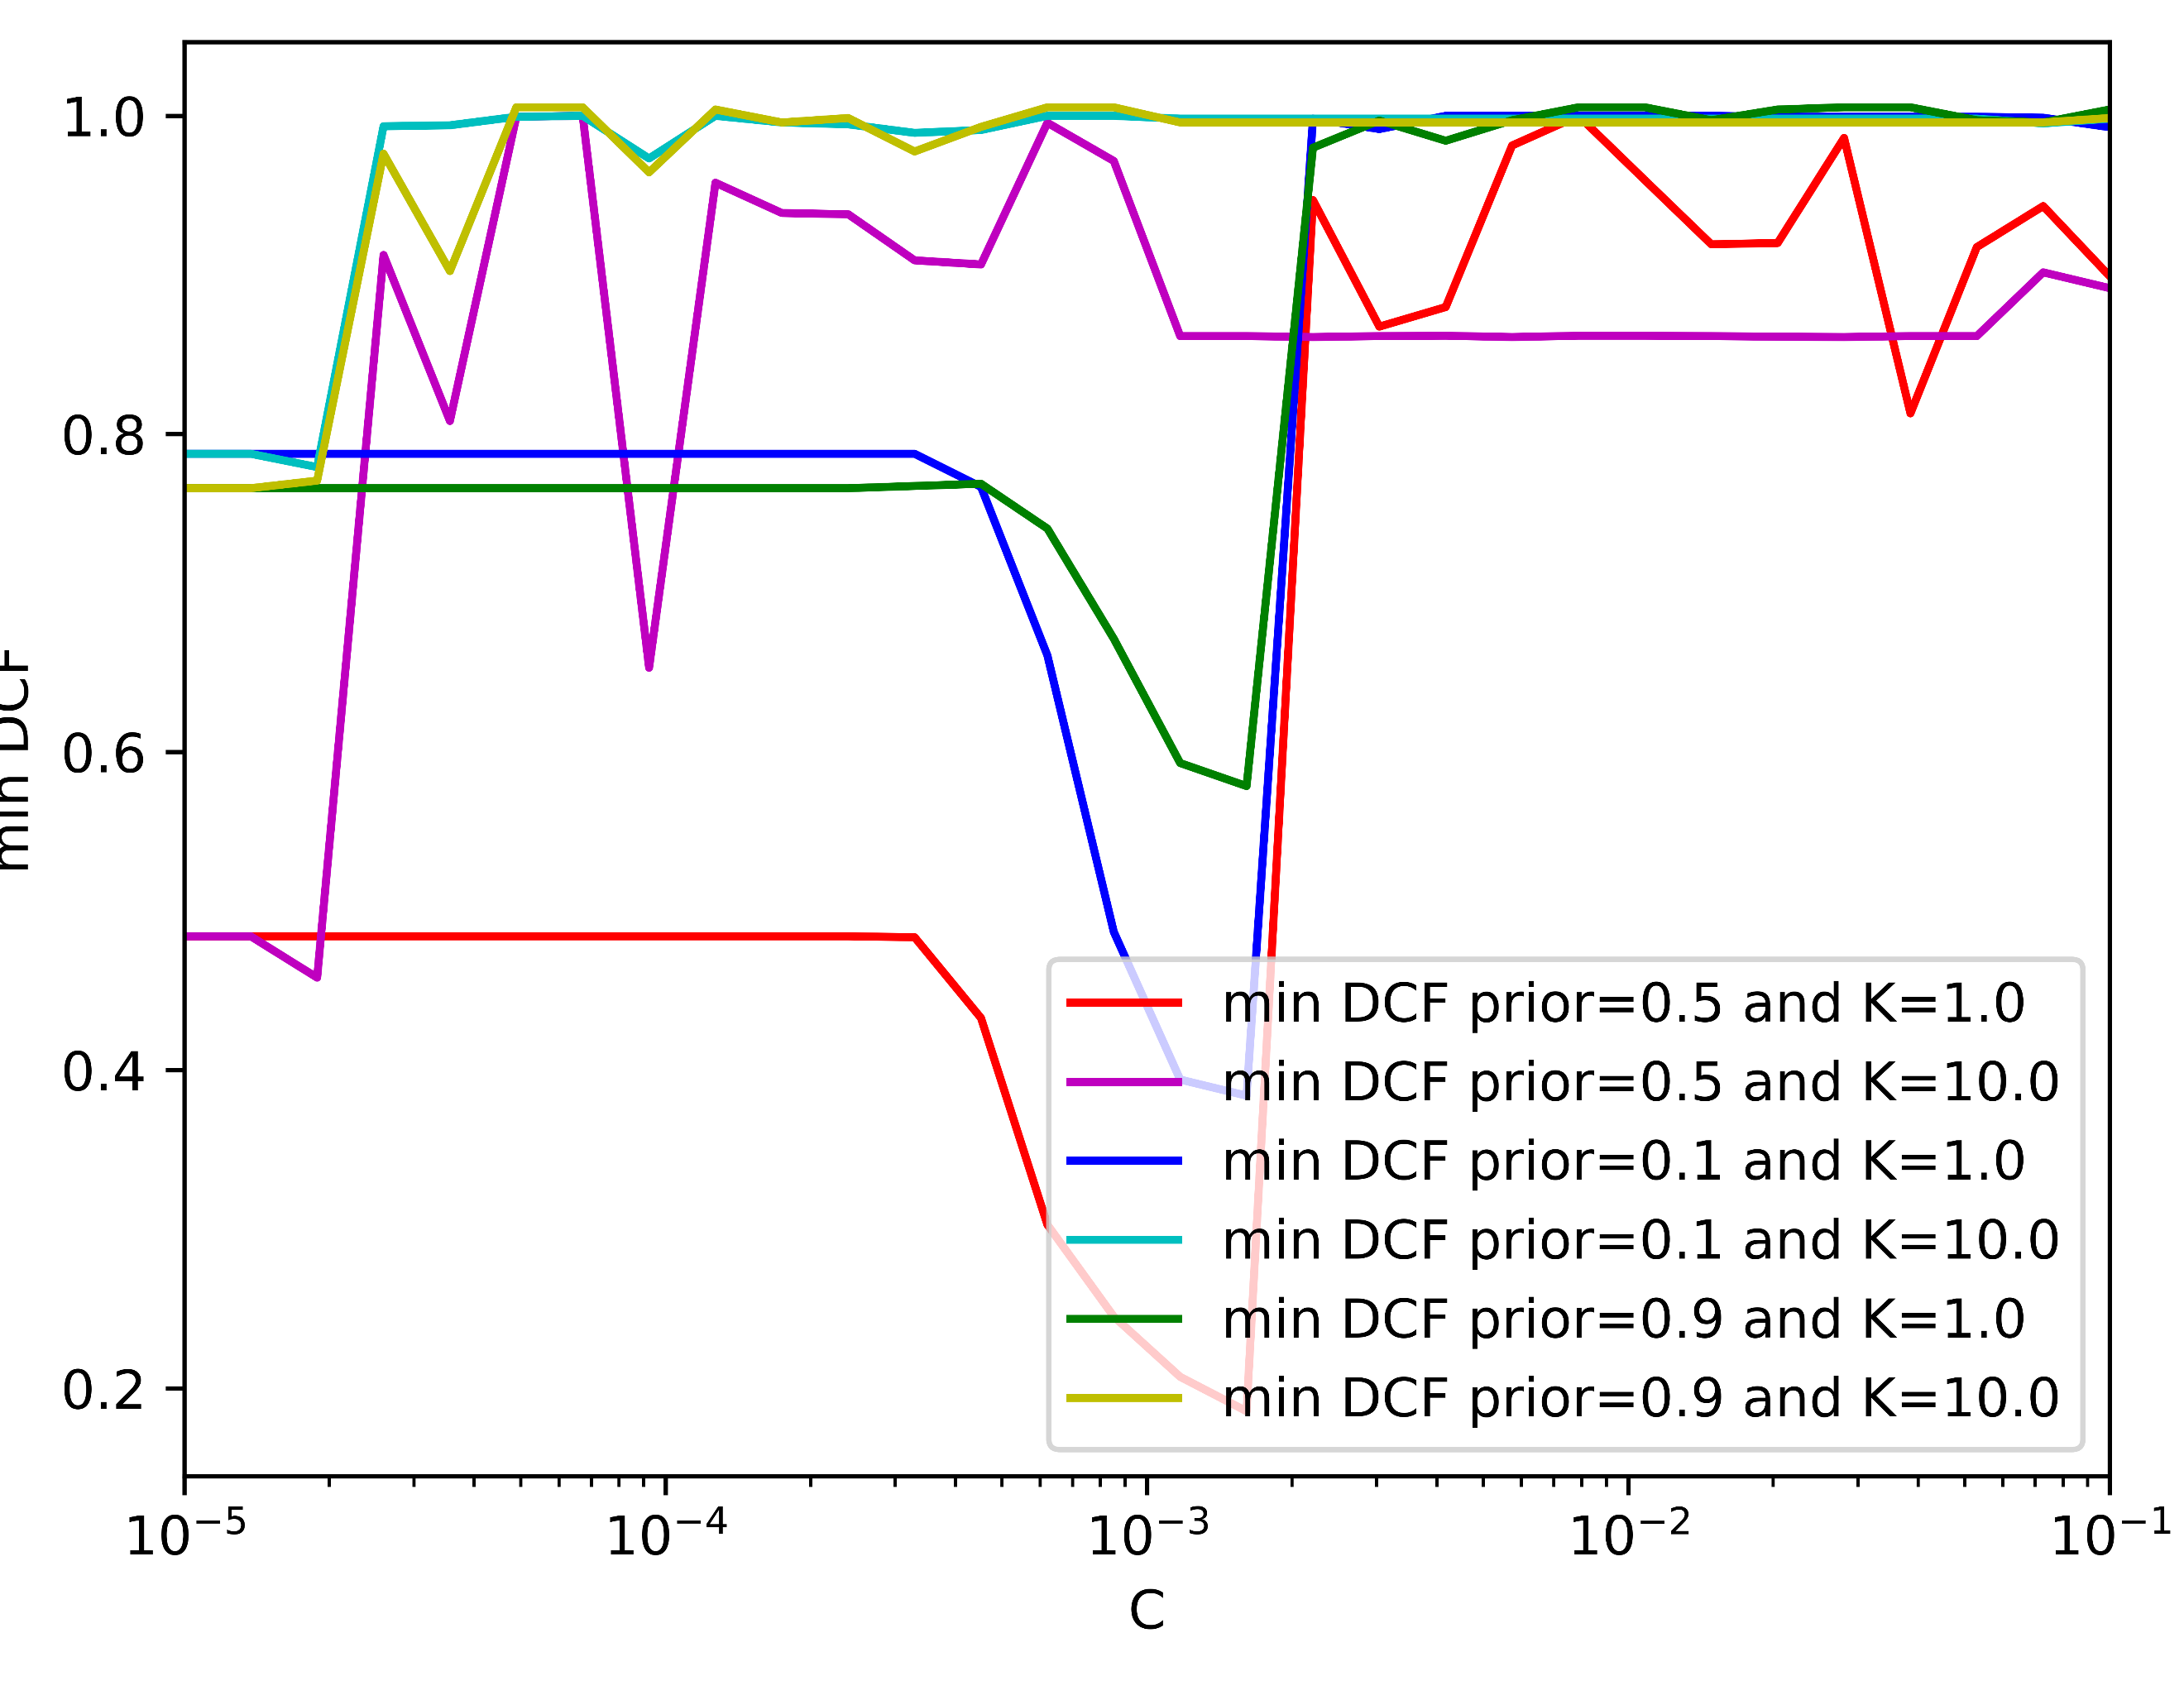 1.0
0.8
0.6
0.4
0.2
min DCF
10⁻⁵
10⁻⁴
10⁻³
10⁻²
10⁻¹
C
min DCF prior=0.5 and K=1.0
min DCF prior=0.5 and K=10.0
min DCF prior=0.1 and K=1.0
min DCF prior=0.1 and K=10.0
min DCF prior=0.9 and K=1.0
min DCF prior=0.9 and K=10.0